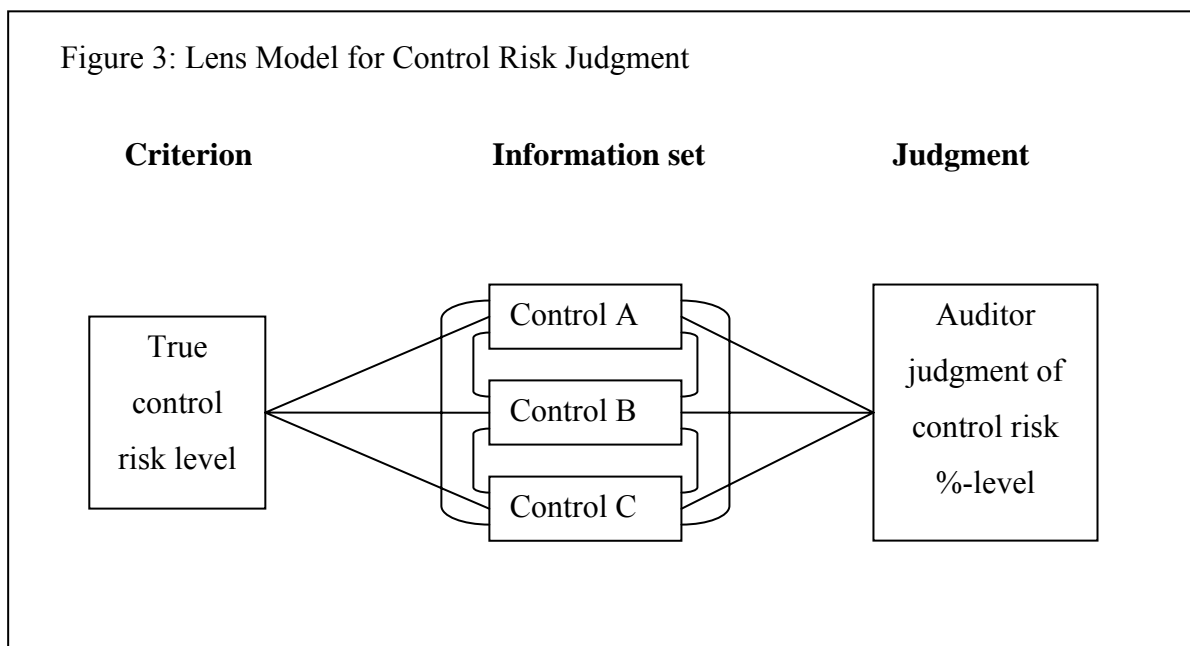 Figure 3: Lens Model for Control Risk Judgment
Criterion
Information set
Judgment
True
control
risk level
Control A
Control B
Control C
Auditor
judgment of
control risk
%-level